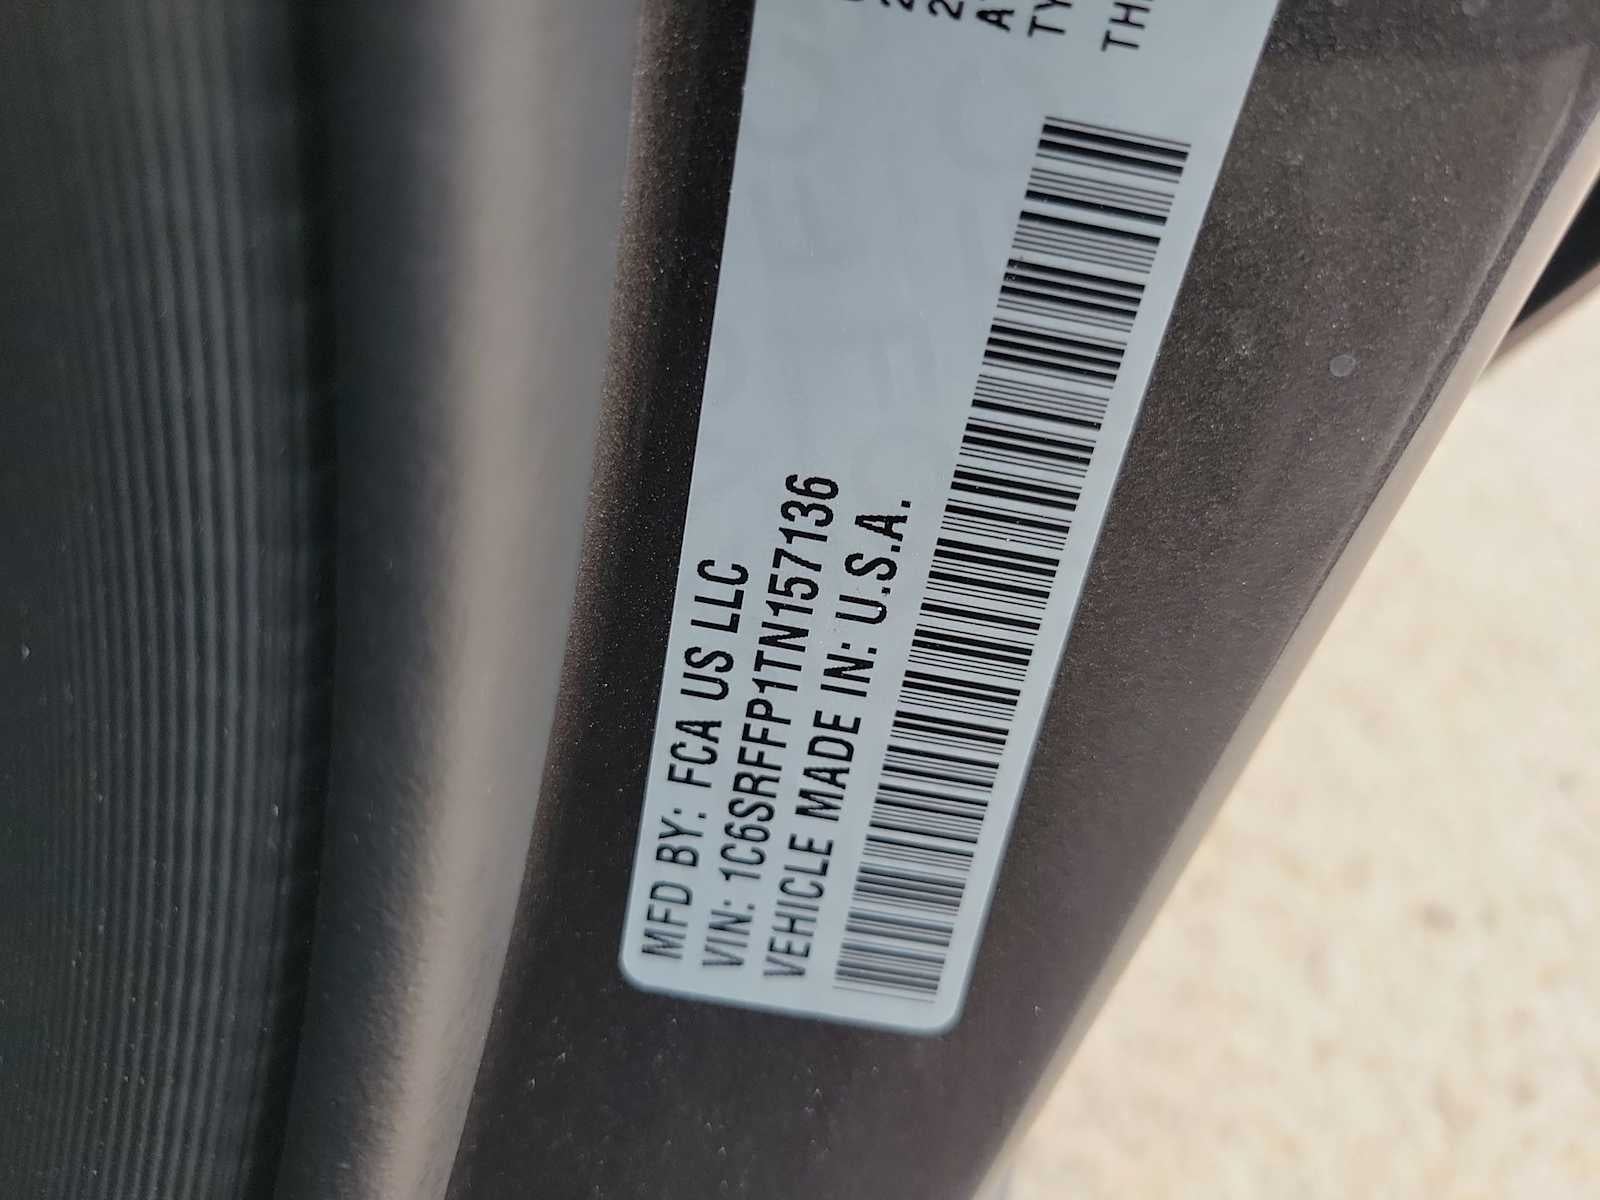 MFD BY: FCA US LLC
VIN: 1C6SRFFP1TN157136
VEHICLE MADE IN: U.S.A.